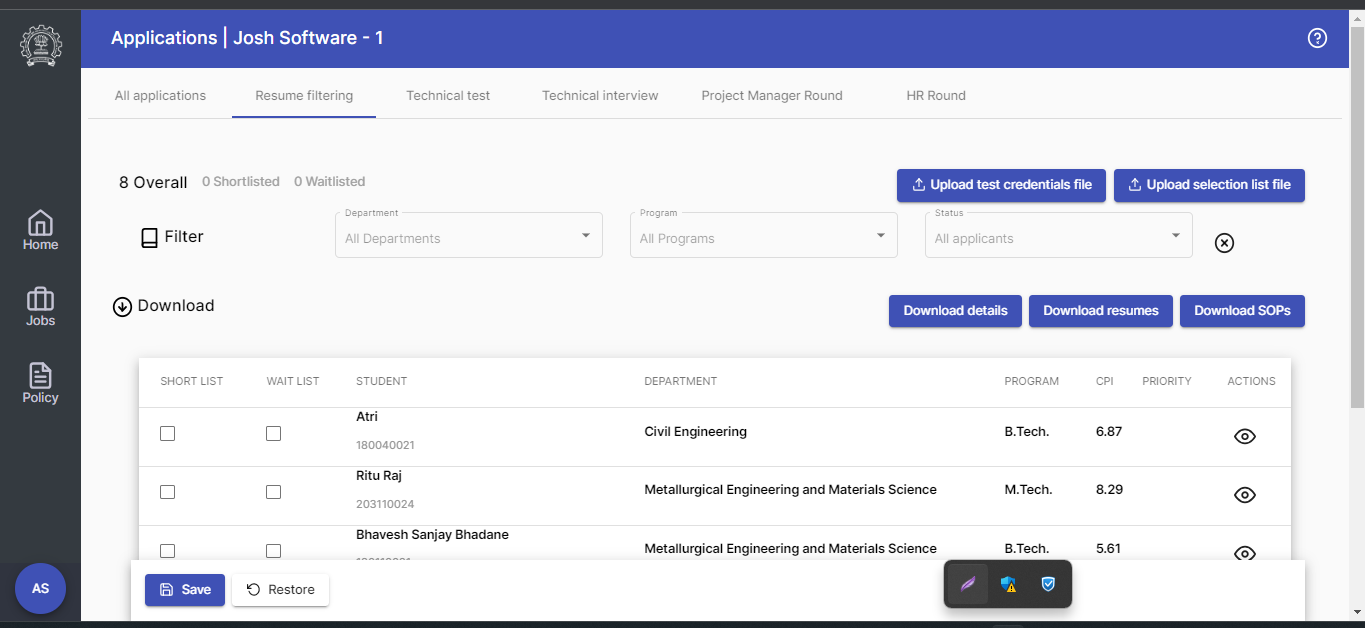 Applications | Josh Software - 1
All applications Resume filtering Technical test Technical interview Project Manager Round HR Round
8 Overall 0 Shortlisted 0 Waitlisted Upload test credentials file Upload selection list file
Department Program Status
Filter All Departments All Programs All applicants
Home
Download Download details Download resumes Download SOPs
Jobs
SHORT LIST WAIT LIST STUDENT DEPARTMENT PROGRAM CPI PRIORITY ACTIONS
Policy
Atri
Civil Engineering B.Tech. 6.87
180040021
Ritu Raj
Metallurgical Engineering and Materials Science M.Tech. 8.29
203110024
Bhavesh Sanjay Bhadane
Metallurgical Engineering and Materials Science B.Tech. 5.61
AS Save Restore